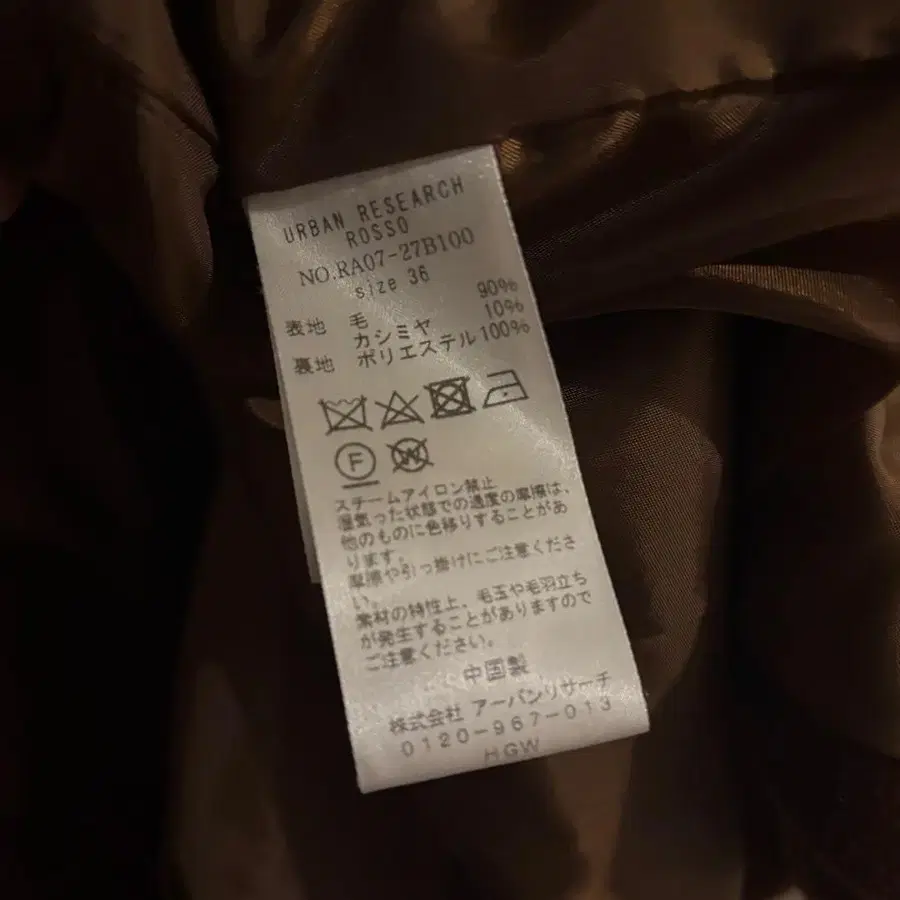 URBAN RESEARCH
ROSSO
NO.RA07-27B100
size 36
表地 毛 90%
カシミヤ 10%
裏地 ポリエステル 100%
F W
スチームアイロン禁止
湿気った状態での過度の摩擦は、
他のものに色移りすることがあ
ります。
摩擦や引っ掛けにご注意くださ
い。
素材の特性上、毛玉や毛羽立ち
が発生することがありますので
ご注意ください。
中国製
株式会社 アーバンリサーチ
0120-967-013
HGW